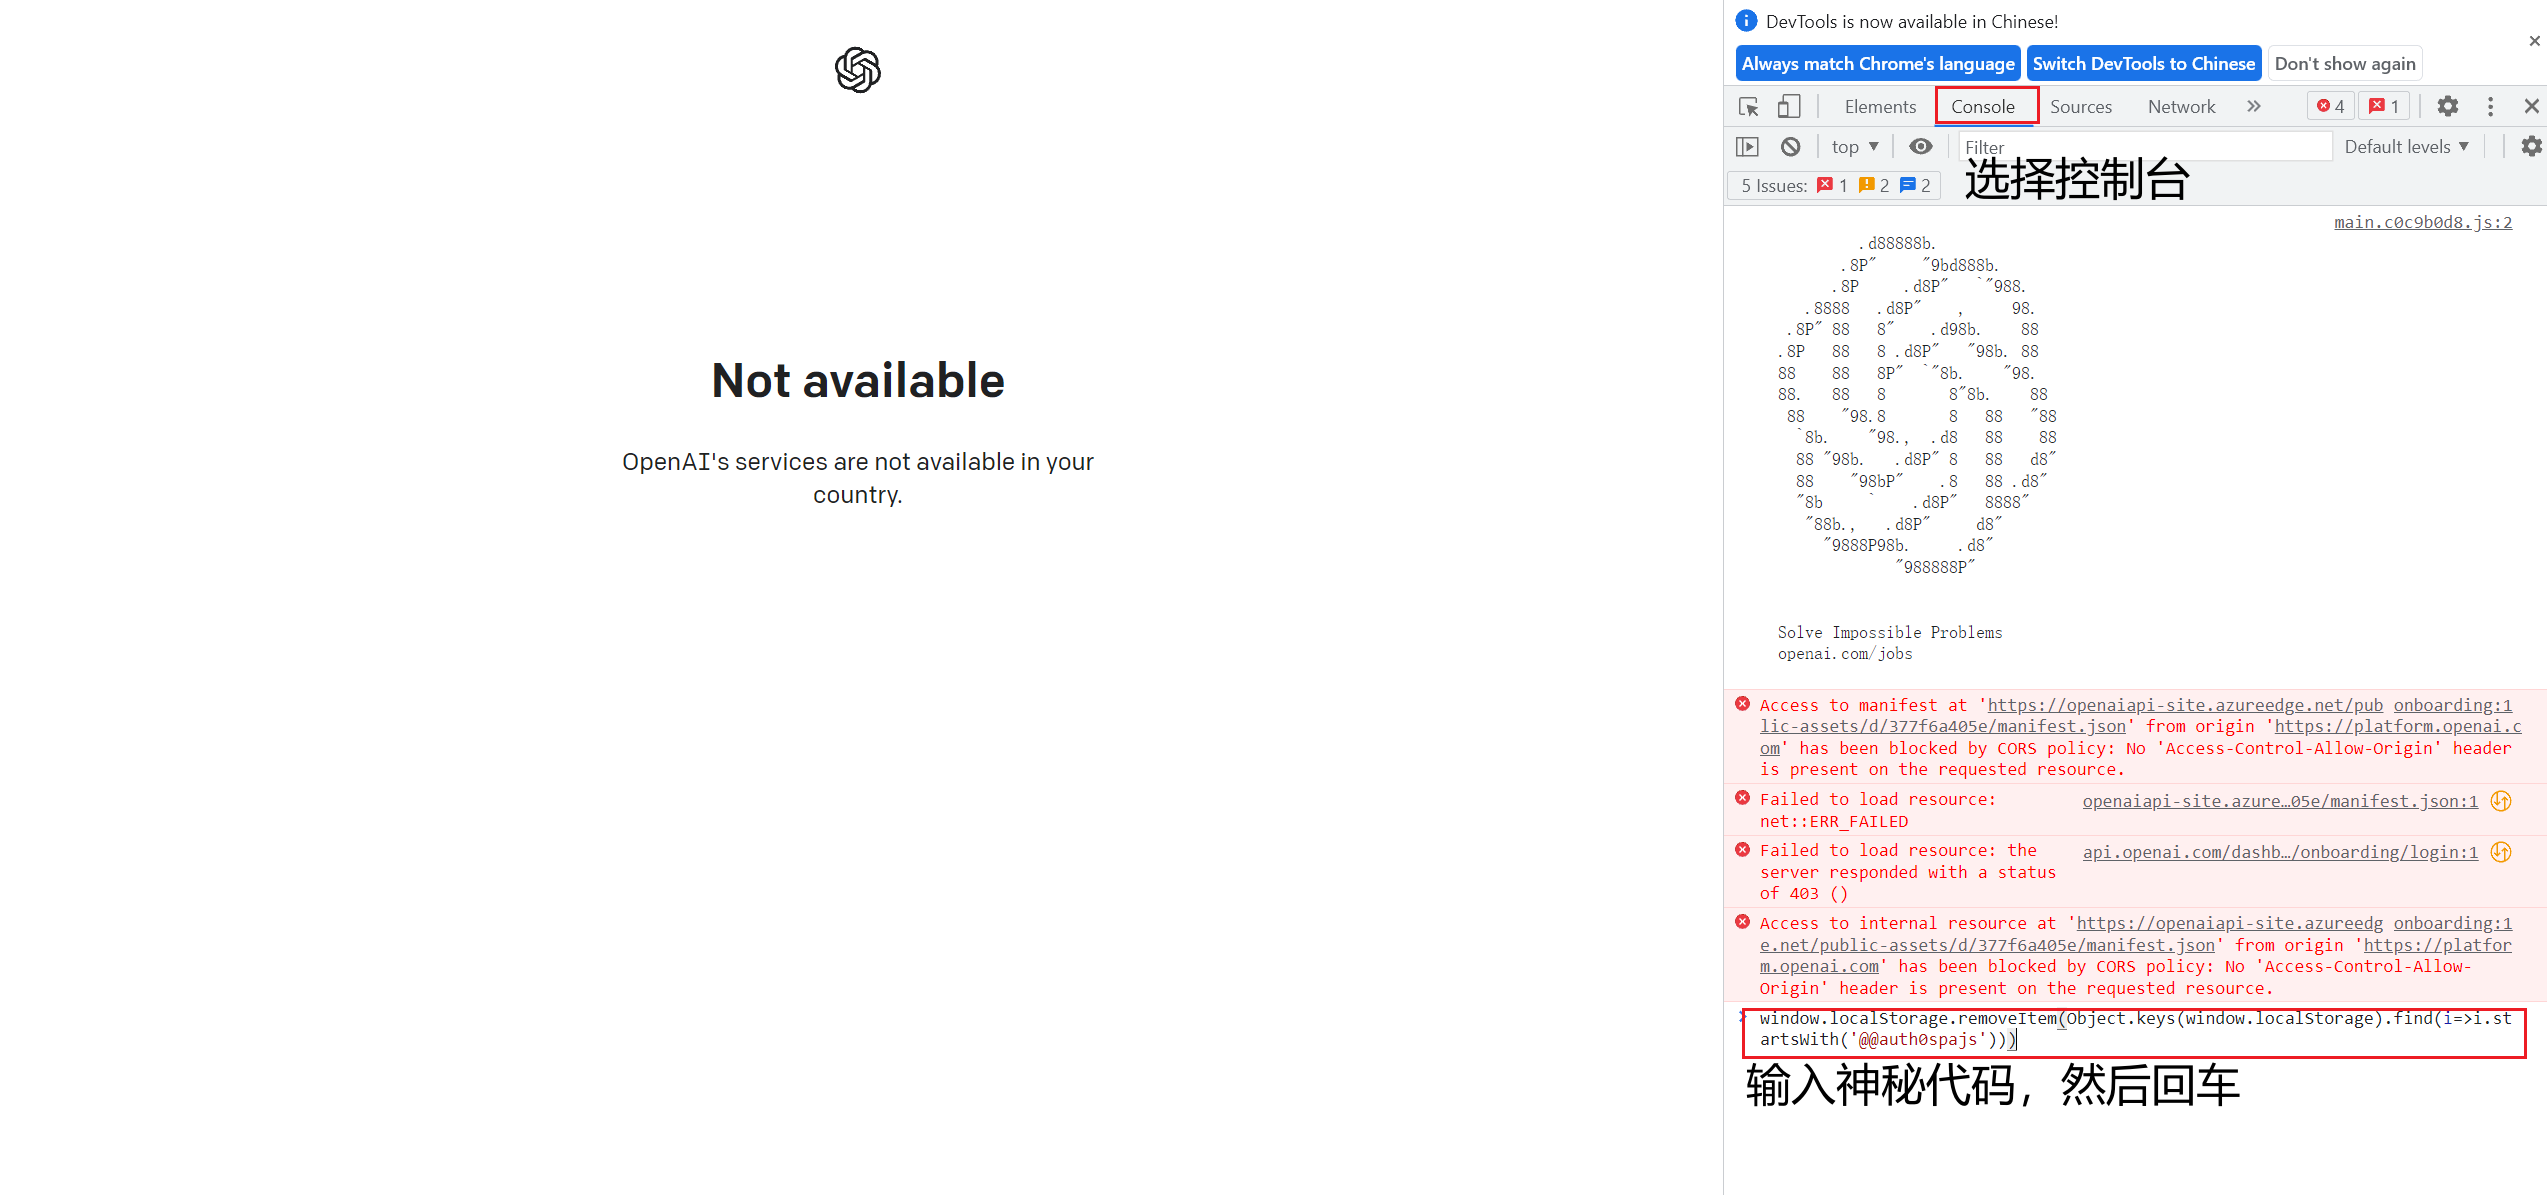 Not available
OpenAI's services are not available in your
country.
DevTools is now available in Chinese!
Always match Chrome's language Switch DevTools to Chinese Don't show again
Elements Console Sources Network 4 1
top Filter Default levels
5 Issues: 1 2 2 选择控制台
main.c0c9b0d8.js:2
.d88888b.
.8P" "9bd888b.
.8P .d8P" `"988.
.8888 .d8P" , 98.
.8P" 88 8" .d98b. 88
.8P 88 8 .d8P" "98b. 88
88 88 8P" `"8b. "98.
88. 88 8 8"8b. 88
88 "98.8 8 88 "88
`8b. "98., .d8 88 88
88 "98b. .d8P" 8 88 d8"
88 "98bP" .8 88 .d8"
"8b ` .d8P" 8888"
"88b., .d8P" d8"
"9888P98b. .d8"
"988888P"
Solve Impossible Problems
openai.com/jobs
Access to manifest at 'https://openaiapi-site.azureedge.net/pub onboarding:1
lic-assets/d/377f6a405e/manifest.json' from origin 'https://platform.openai.c
om' has been blocked by CORS policy: No 'Access-Control-Allow-Origin' header
is present on the requested resource.
Failed to load resource: openaiapi-site.azure…05e/manifest.json:1
net::ERR_FAILED
Failed to load resource: the api.openai.com/dashb…/onboarding/login:1
server responded with a status
of 403 ()
Access to internal resource at 'https://openaiapi-site.azureedg onboarding:1
e.net/public-assets/d/377f6a405e/manifest.json' from origin 'https://platfor
m.openai.com' has been blocked by CORS policy: No 'Access-Control-Allow-
Origin' header is present on the requested resource.
window.localStorage.removeItem(Object.keys(window.localStorage).find(i=>i.st
artsWith('@@auth0spajs')))
输入神秘代码，然后回车